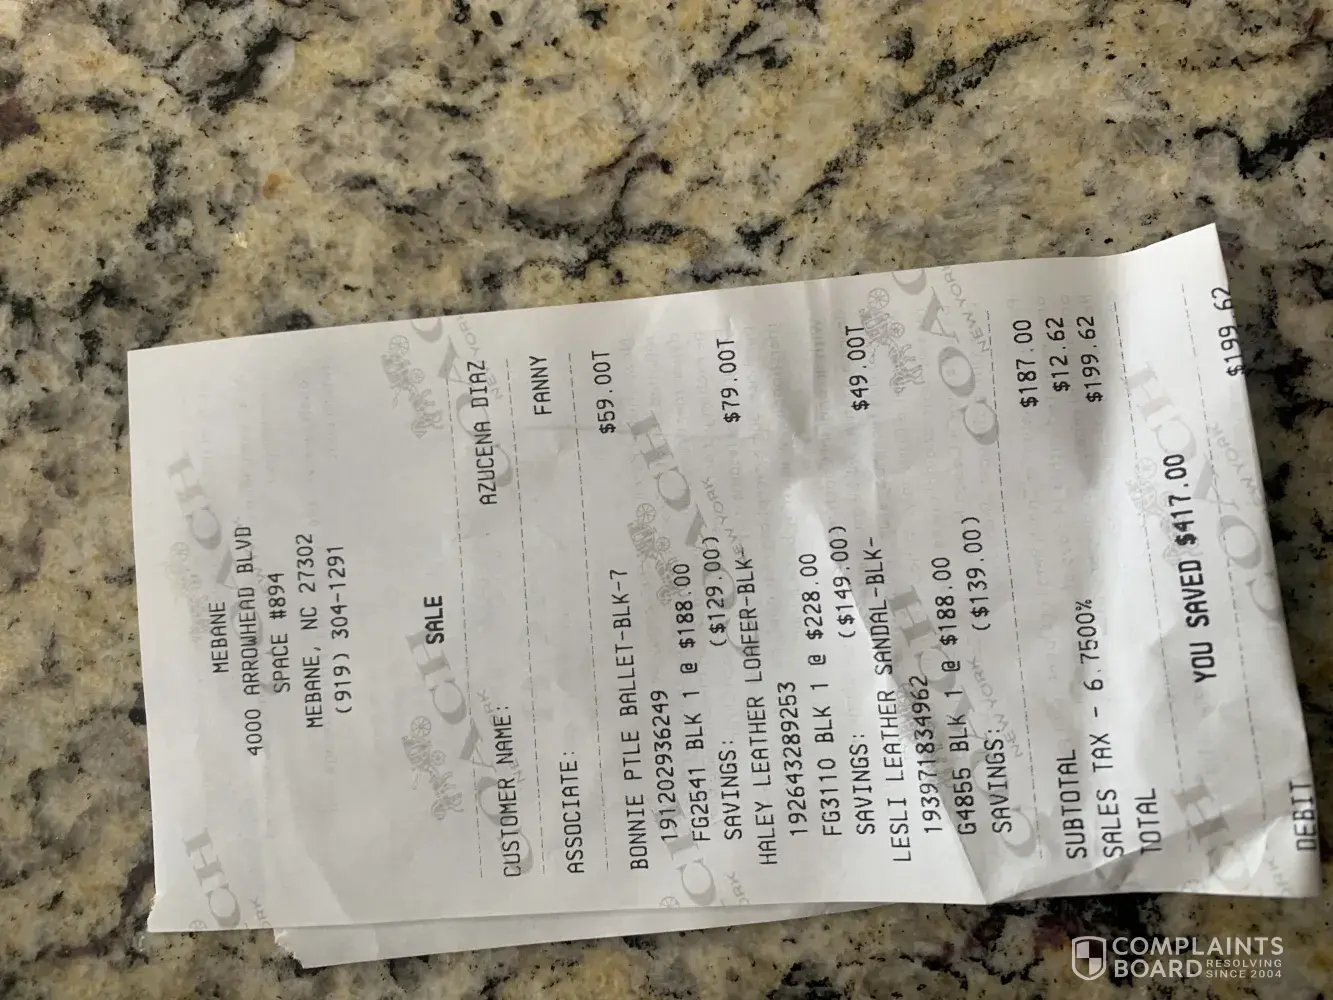 MEBANE
4000 ARROWHEAD BLVD
SPACE #894
MEBANE, NC 27302
(919) 304-1291
SALE
CUSTOMER NAME: AZUCENA DIAZ
ASSOCIATE: FANNY
BONNIE PTLE BALLET-BLK-7
191202936249 $59.00T
FG2541 BLK 1 @ $188.00
SAVINGS: ($129.00)
HALEY LEATHER LOAFER-BLK-
192643289253 $79.00T
FG3110 BLK 1 @ $228.00
SAVINGS: ($149.00)
LESLI LEATHER SANDAL-BLK-
193971834962 $49.00T
G4855 BLK 1 @ $188.00
SAVINGS: ($139.00)
SUBTOTAL $187.00
SALES TAX - 6.7500% $12.62
TOTAL $199.62
YOU SAVED $417.00
DEBIT $199.62
COACH
NEW YORK
COMPLAINTS
BOARD RESOLVING
SINCE 2004